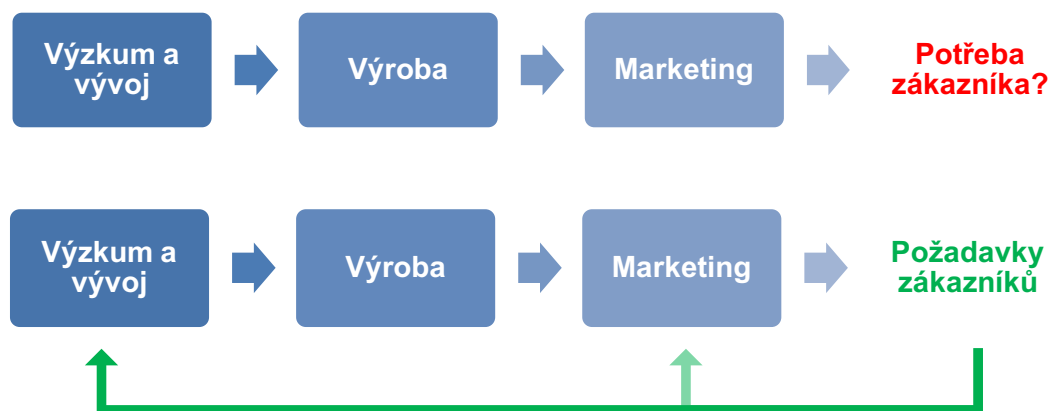 Výzkum a
vývoj
Výroba
Marketing
Potřeba
zákazníka?
Výzkum a
vývoj
Výroba
Marketing
Požadavky
zákazníků